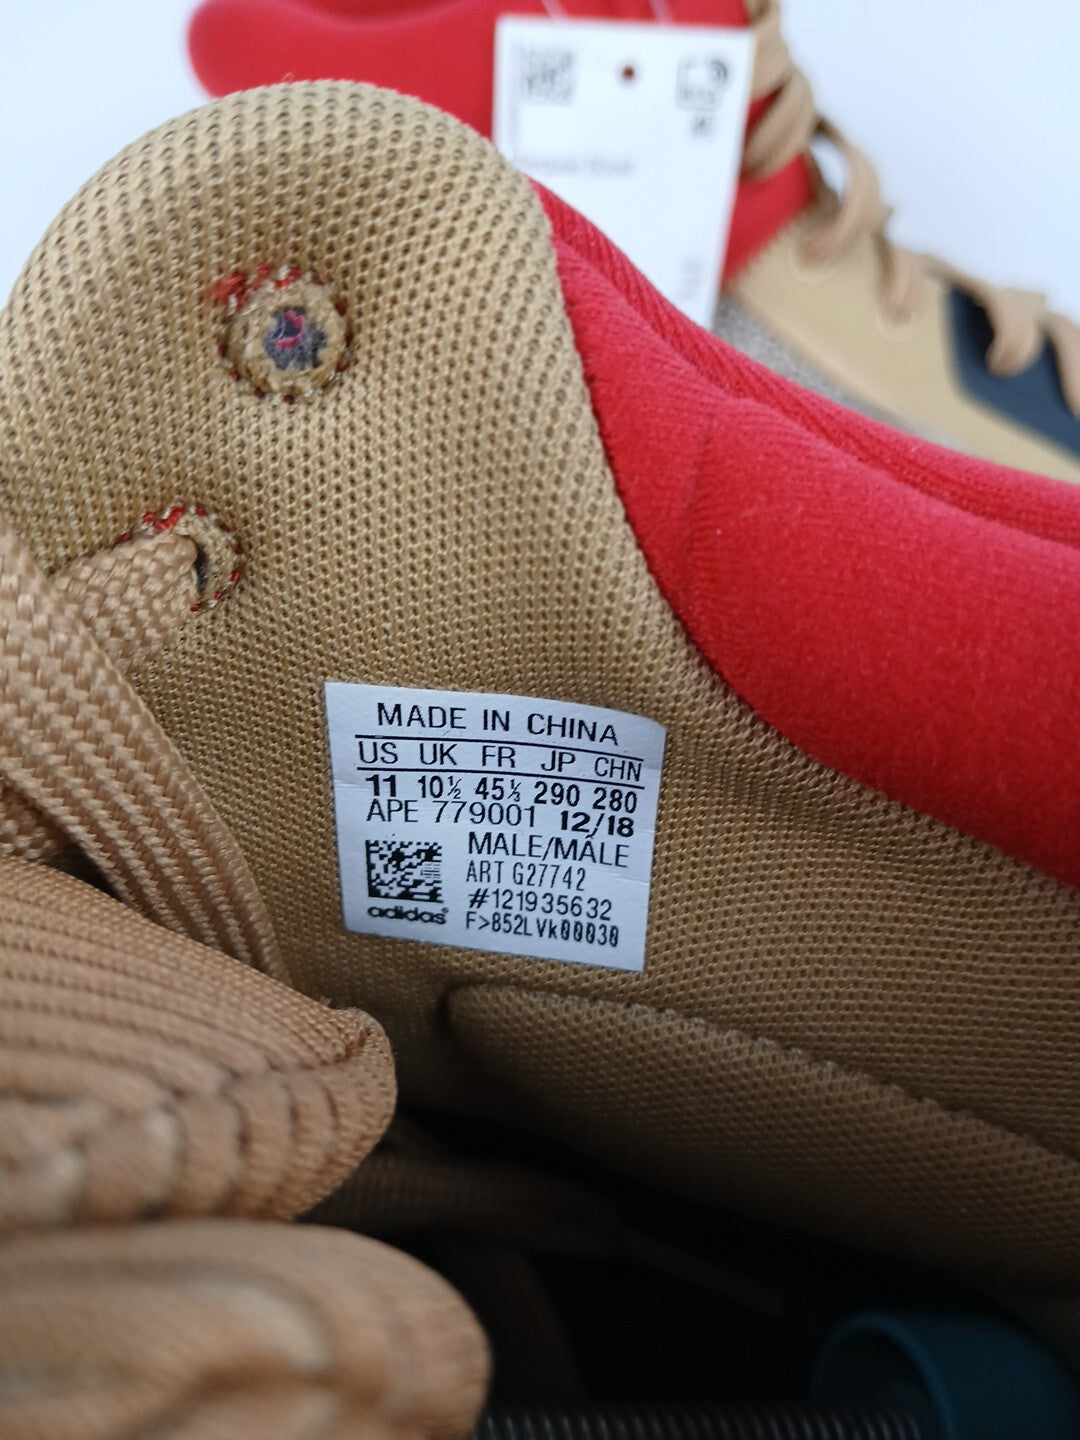 MADE IN CHINA
US UK FR JP CHN
11 10½ 45⅓ 290 280
APE 779001 12/18
MALE/MÂLE
ART G27742
#121935632
adidas F>852LVk00030